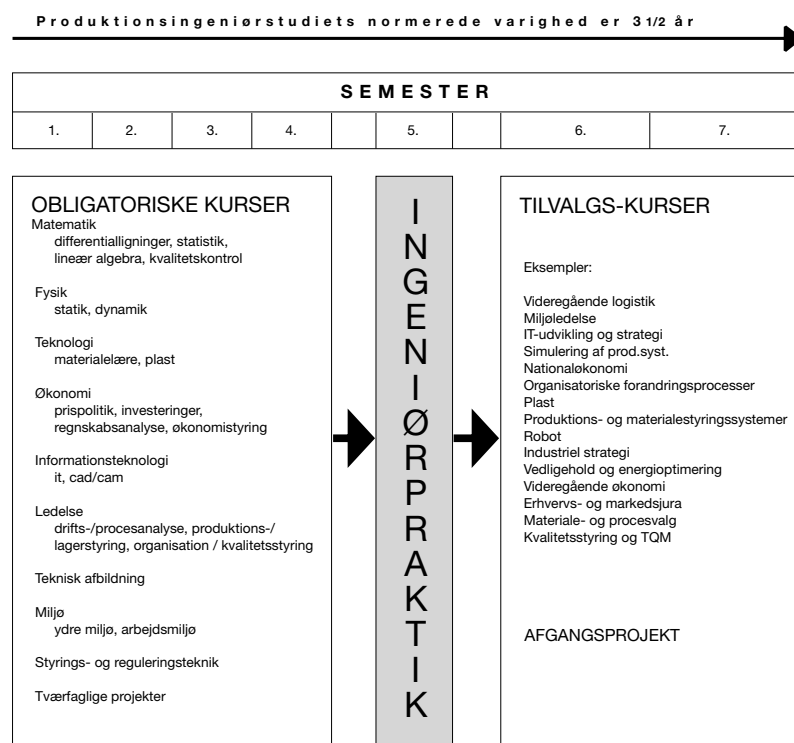 Produktionsingeniørstudiets normerede varighed er 3 1/2 år
SEMESTER
1. 2. 3. 4. 5. 6. 7.
OBLIGATORISKE KURSER
Matematik
differentialligninger, statistik,
lineær algebra, kvalitetskontrol
Fysik
statik, dynamik
Teknologi
materialelære, plast
Økonomi
prispolitik, investeringer,
regnskabsanalyse, økonomistyring
Informationsteknologi
it, cad/cam
Ledelse
drifts-/procesanalyse, produktions-/
lagerstyring, organisation / kvalitetsstyring
Teknisk afbildning
Miljø
ydre miljø, arbejdsmiljø
Styrings- og reguleringsteknik
Tværfaglige projekter
INGENIØRPRAKTIK
TILVALGS-KURSER
Eksempler:
Videregående logistik
Miljøledelse
IT-udvikling og strategi
Simulering af prod.syst.
Nationaløkonomi
Organisatoriske forandringsprocesser
Plast
Produktions- og materialestyringssystemer
Robot
Industriel strategi
Vedligehold og energioptimering
Videregående økonomi
Erhvervs- og markedsjura
Materiale- og procesvalg
Kvalitetsstyring og TQM
AFGANGSPROJEKT